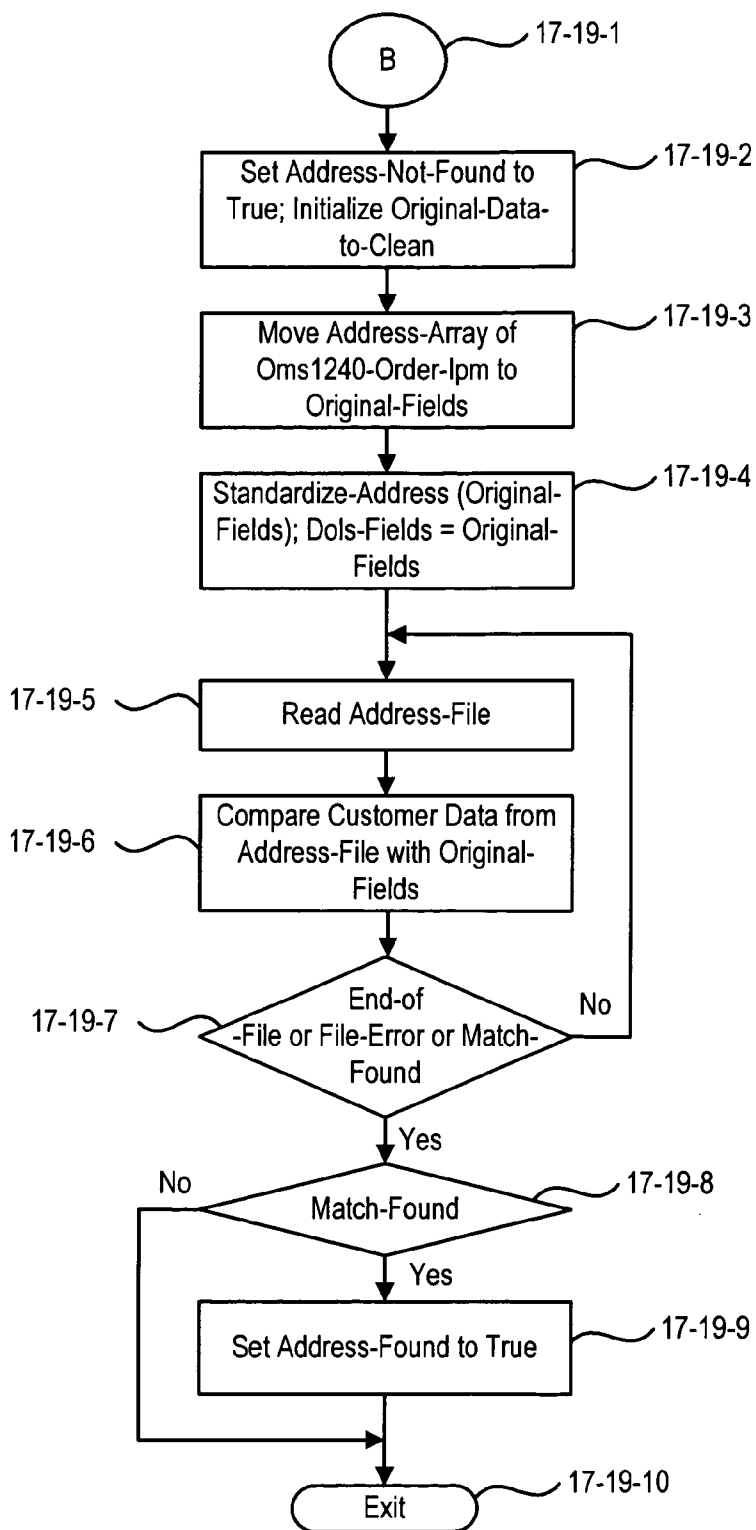 17-19-1
B
17-19-2
Set Address-Not-Found to
True; Initialize Original-Data-
to-Clean
17-19-3
Move Address-Array of
Oms1240-Order-Ipm to
Original-Fields
17-19-4
Standardize-Address (Original-
Fields); Dols-Fields = Original-
Fields
17-19-5
Read Address-File
17-19-6
Compare Customer Data from
Address-File with Original-
Fields
17-19-7
End-of
-File or File-Error or Match-
Found
No
Yes
No
17-19-8
Match-Found
Yes
17-19-9
Set Address-Found to True
17-19-10
Exit